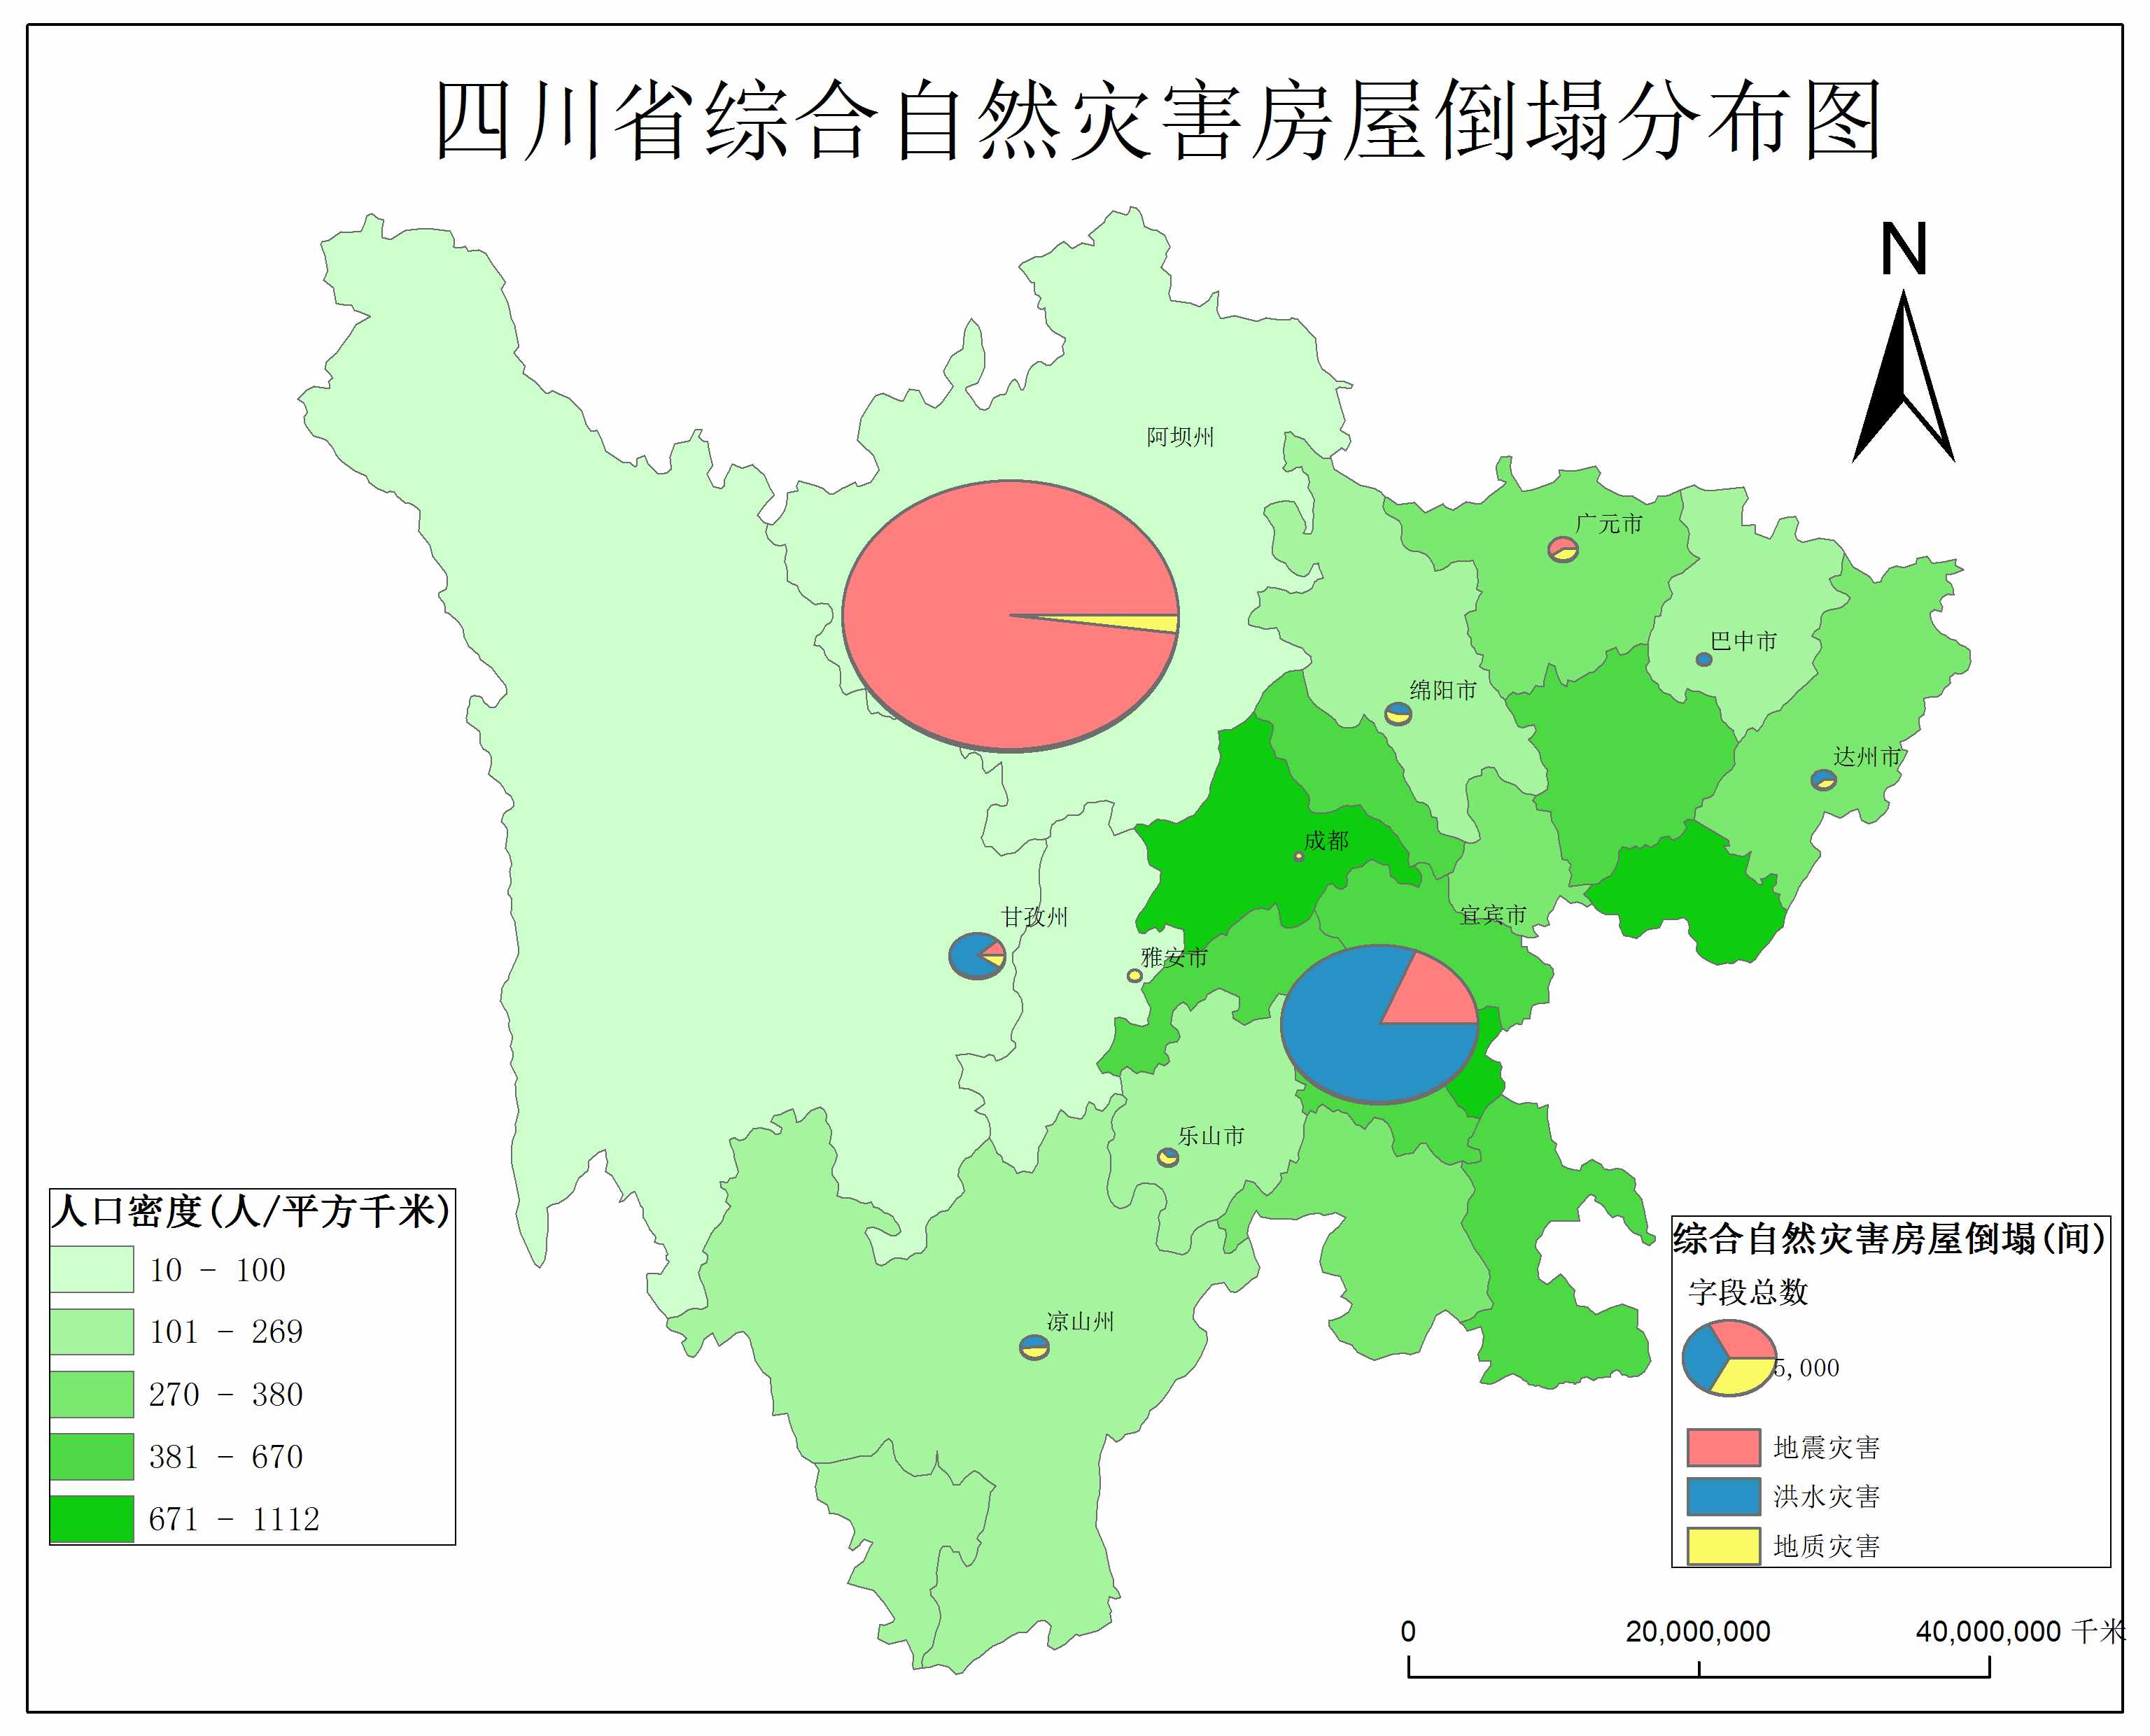 四川省综合自然灾害房屋倒塌分布图
N
阿坝州
广元市
巴中市
绵阳市
达州市
成都
甘孜州
宜宾市
雅安市
乐山市
凉山州
人口密度(人/平方千米)
10 - 100
101 - 269
270 - 380
381 - 670
671 - 1112
综合自然灾害房屋倒塌(间)
字段总数
5,000
地震灾害
洪水灾害
地质灾害
0 20,000,000 40,000,000 千米